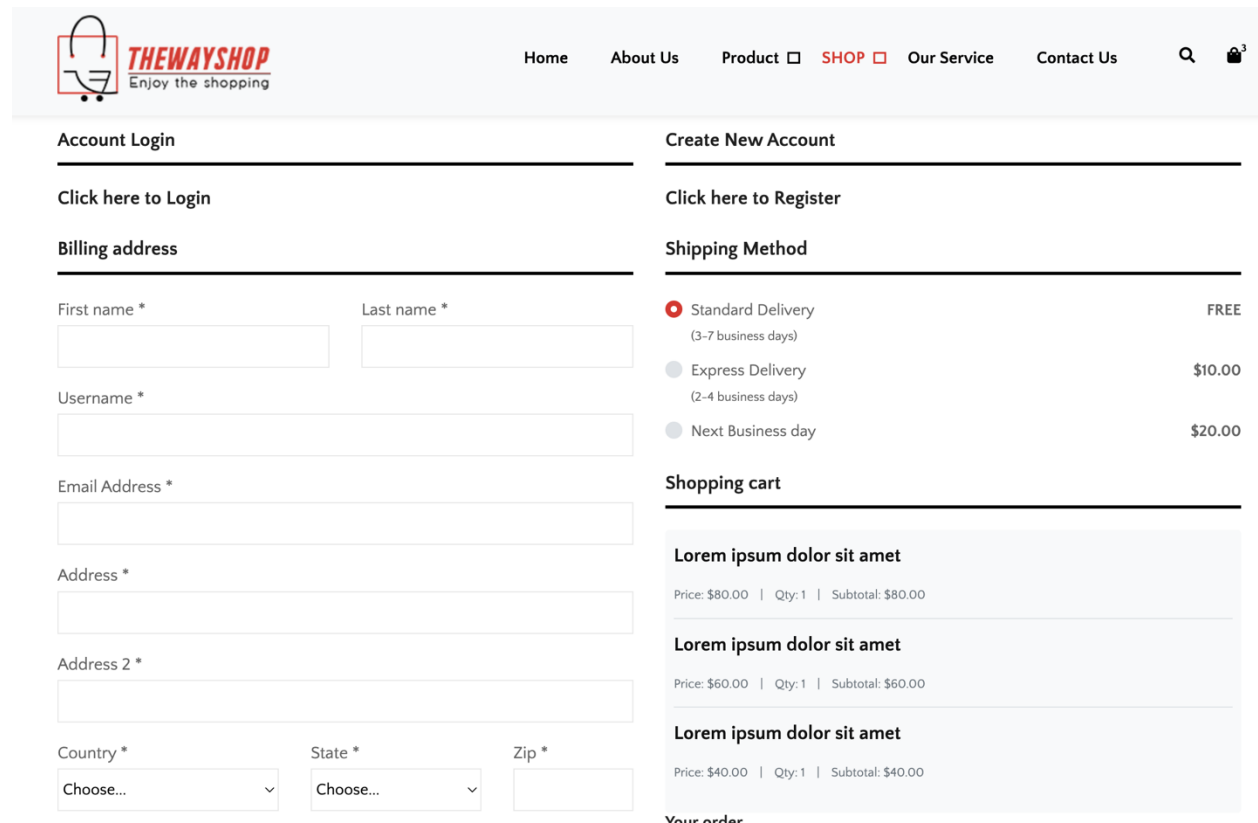 THEWAYSHOP
Enjoy the shopping
Home About Us Product SHOP Our Service Contact Us 3
Account Login
Click here to Login
Billing address
First name * Last name *
Username *
Email Address *
Address *
Address 2 *
Country * State * Zip *
Choose... Choose...
Create New Account
Click here to Register
Shipping Method
Standard Delivery FREE
(3-7 business days)
Express Delivery $10.00
(2-4 business days)
Next Business day $20.00
Shopping cart
Lorem ipsum dolor sit amet
Price: $80.00 | Qty: 1 | Subtotal: $80.00
Lorem ipsum dolor sit amet
Price: $60.00 | Qty: 1 | Subtotal: $60.00
Lorem ipsum dolor sit amet
Price: $40.00 | Qty: 1 | Subtotal: $40.00
Your order